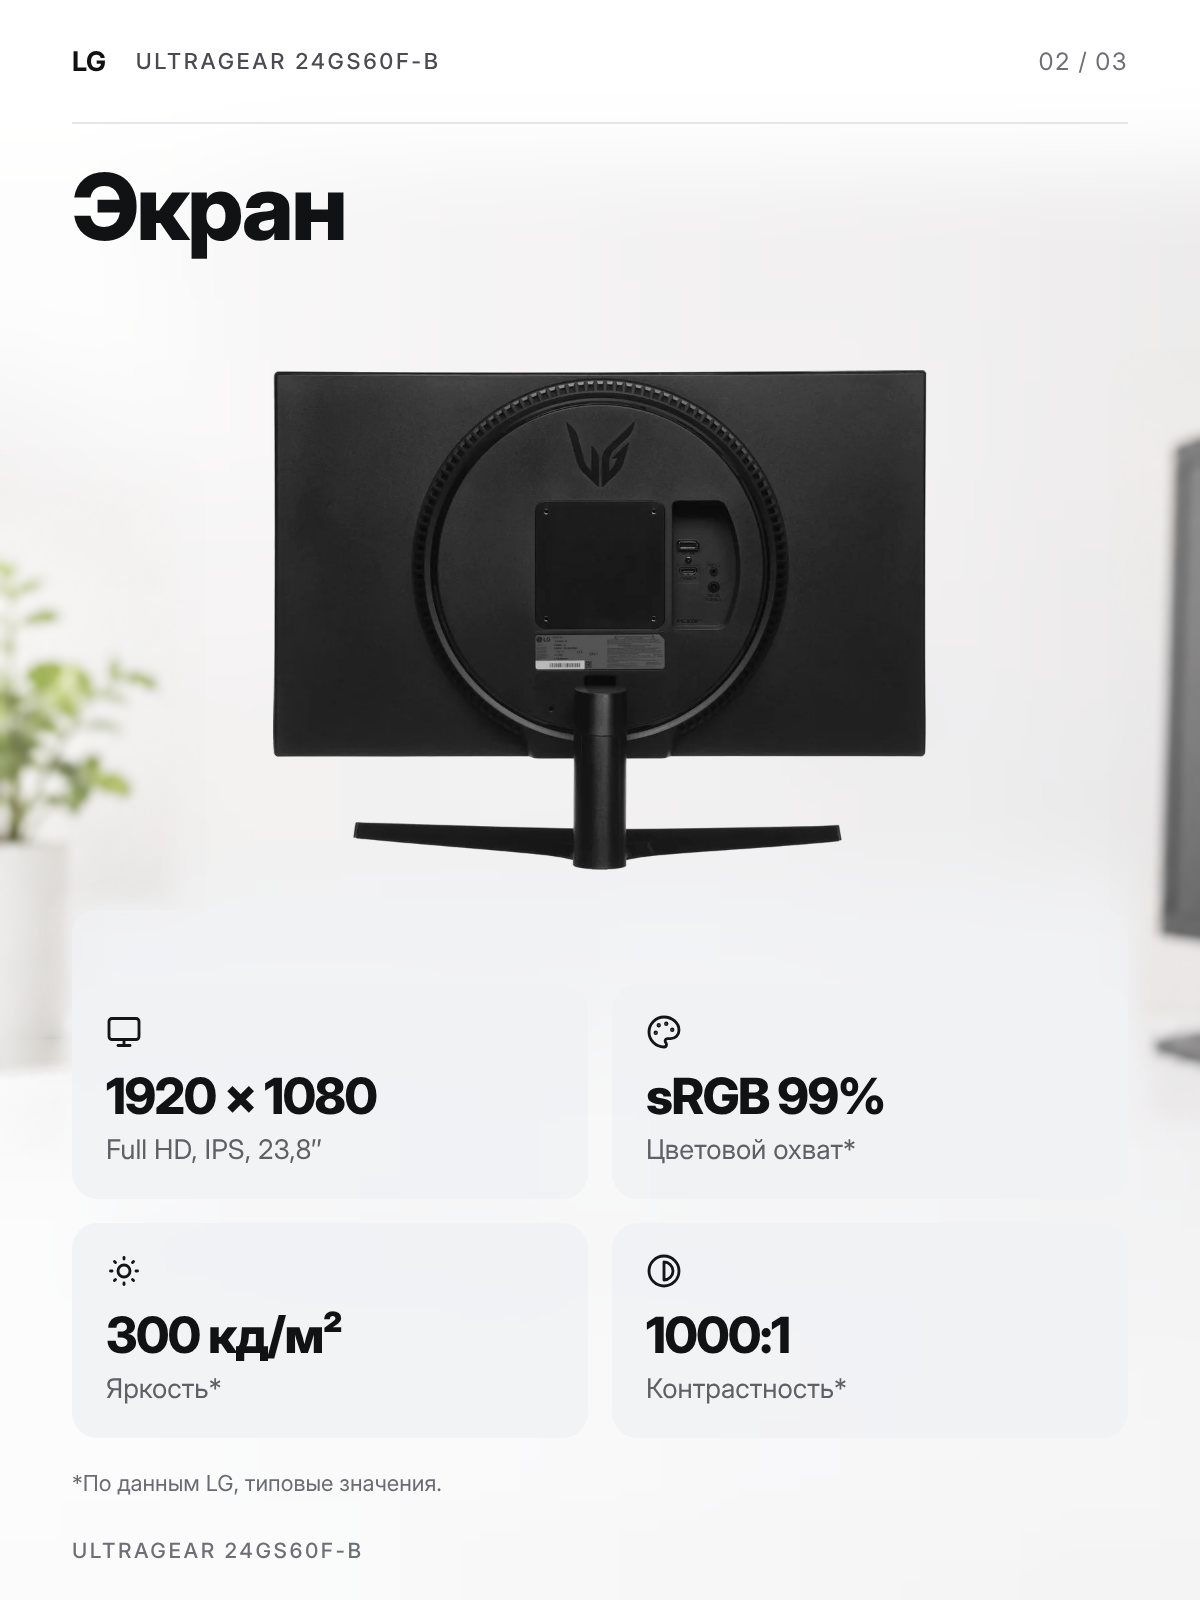 LG ULTRAGEAR 24GS60F-B
02 / 03
Экран
LG
1920 × 1080
Full HD, IPS, 23,8″
sRGB 99%
Цветовой охват*
300 кд/м²
Яркость*
1000:1
Контрастность*
*По данным LG, типовые значения.
ULTRAGEAR 24GS60F-B